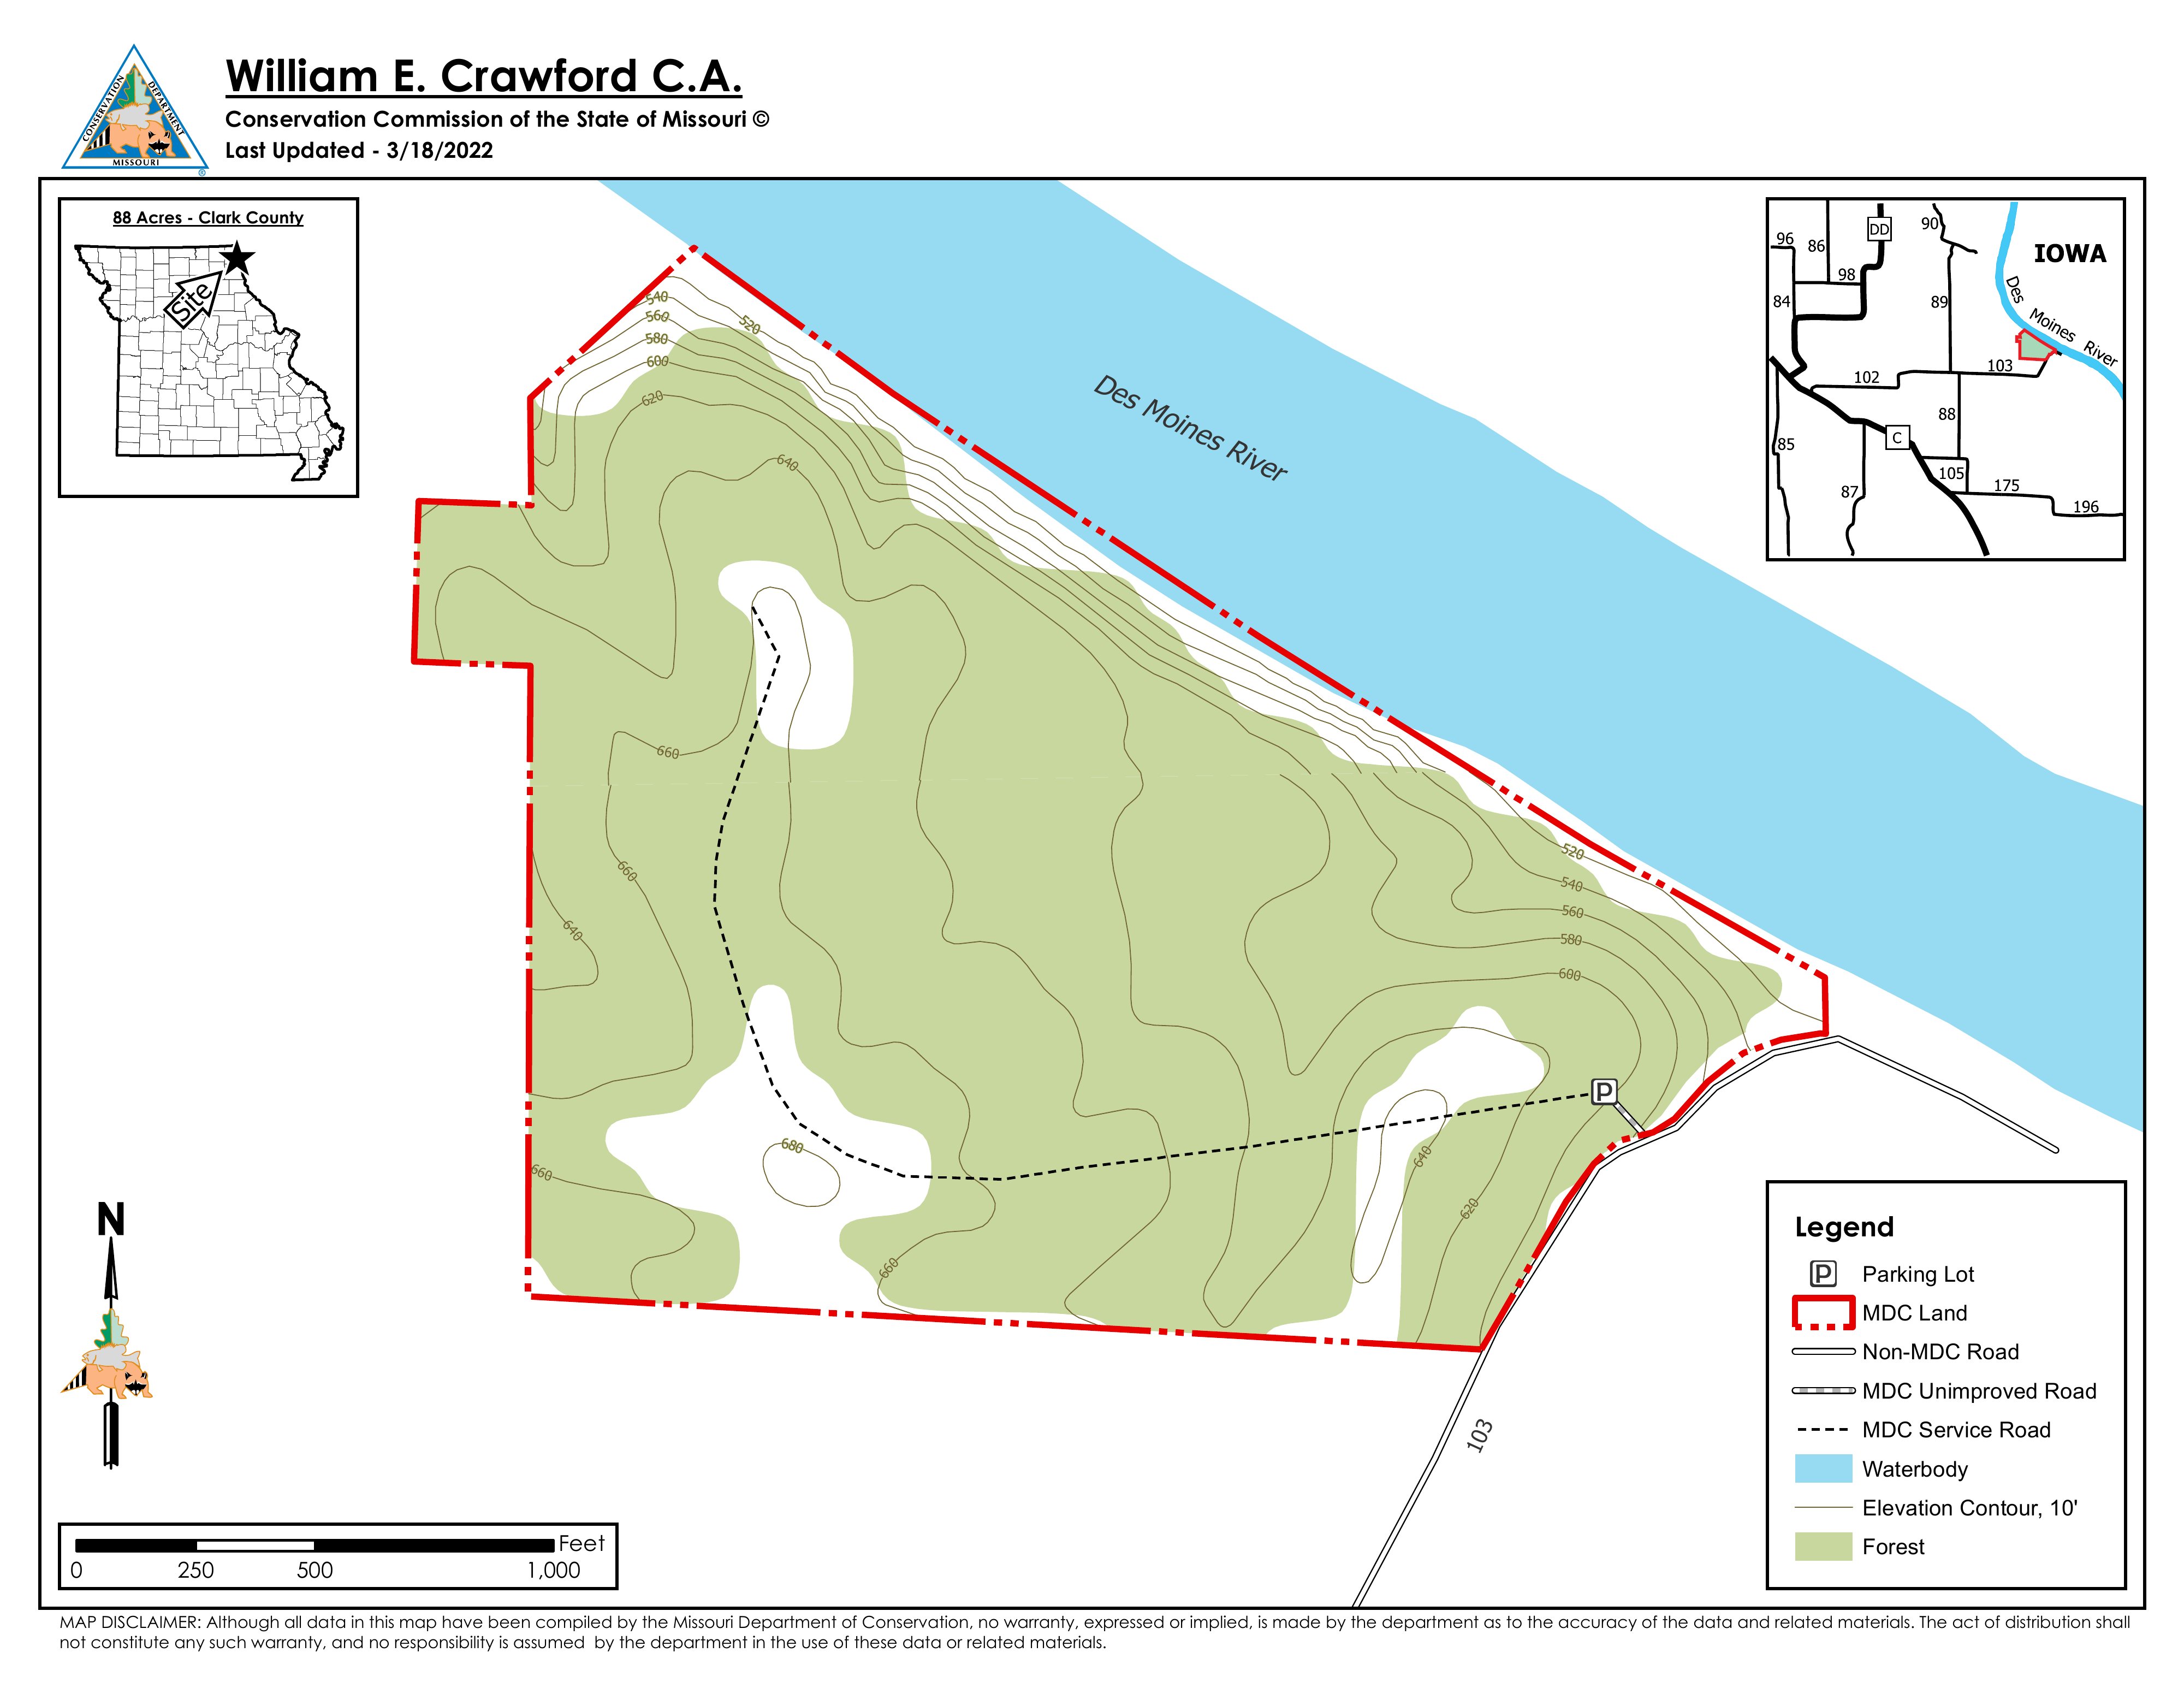 William E. Crawford C.A.
Conservation Commission of the State of Missouri ©
Last Updated - 3/18/2022
CONSERVATION DEPARTMENT
MISSOURI
®
88 Acres - Clark County
Site
DD
90
96
86
IOWA
98
84
89
Des Moines River
103
102
88
C
85
105
87
175
196
Des Moines River
540
520
560
580
600
620
640
660
660
640
520
540
560
580
600
P
680
660
640
620
660
103
N
Legend
P Parking Lot
MDC Land
Non-MDC Road
MDC Unimproved Road
MDC Service Road
Waterbody
Elevation Contour, 10'
Forest
Feet
0 250 500 1,000
MAP DISCLAIMER: Although all data in this map have been compiled by the Missouri Department of Conservation, no warranty, expressed or implied, is made by the department as to the accuracy of the data and related materials. The act of distribution shall
not constitute any such warranty, and no responsibility is assumed by the department in the use of these data or related materials.